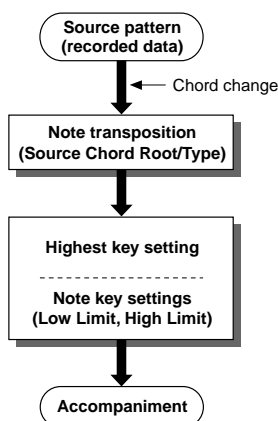 Source pattern
(recorded data)
Chord change
Note transposition
(Source Chord Root/Type)
Highest key setting
Note key settings
(Low Limit, High Limit)
Accompaniment